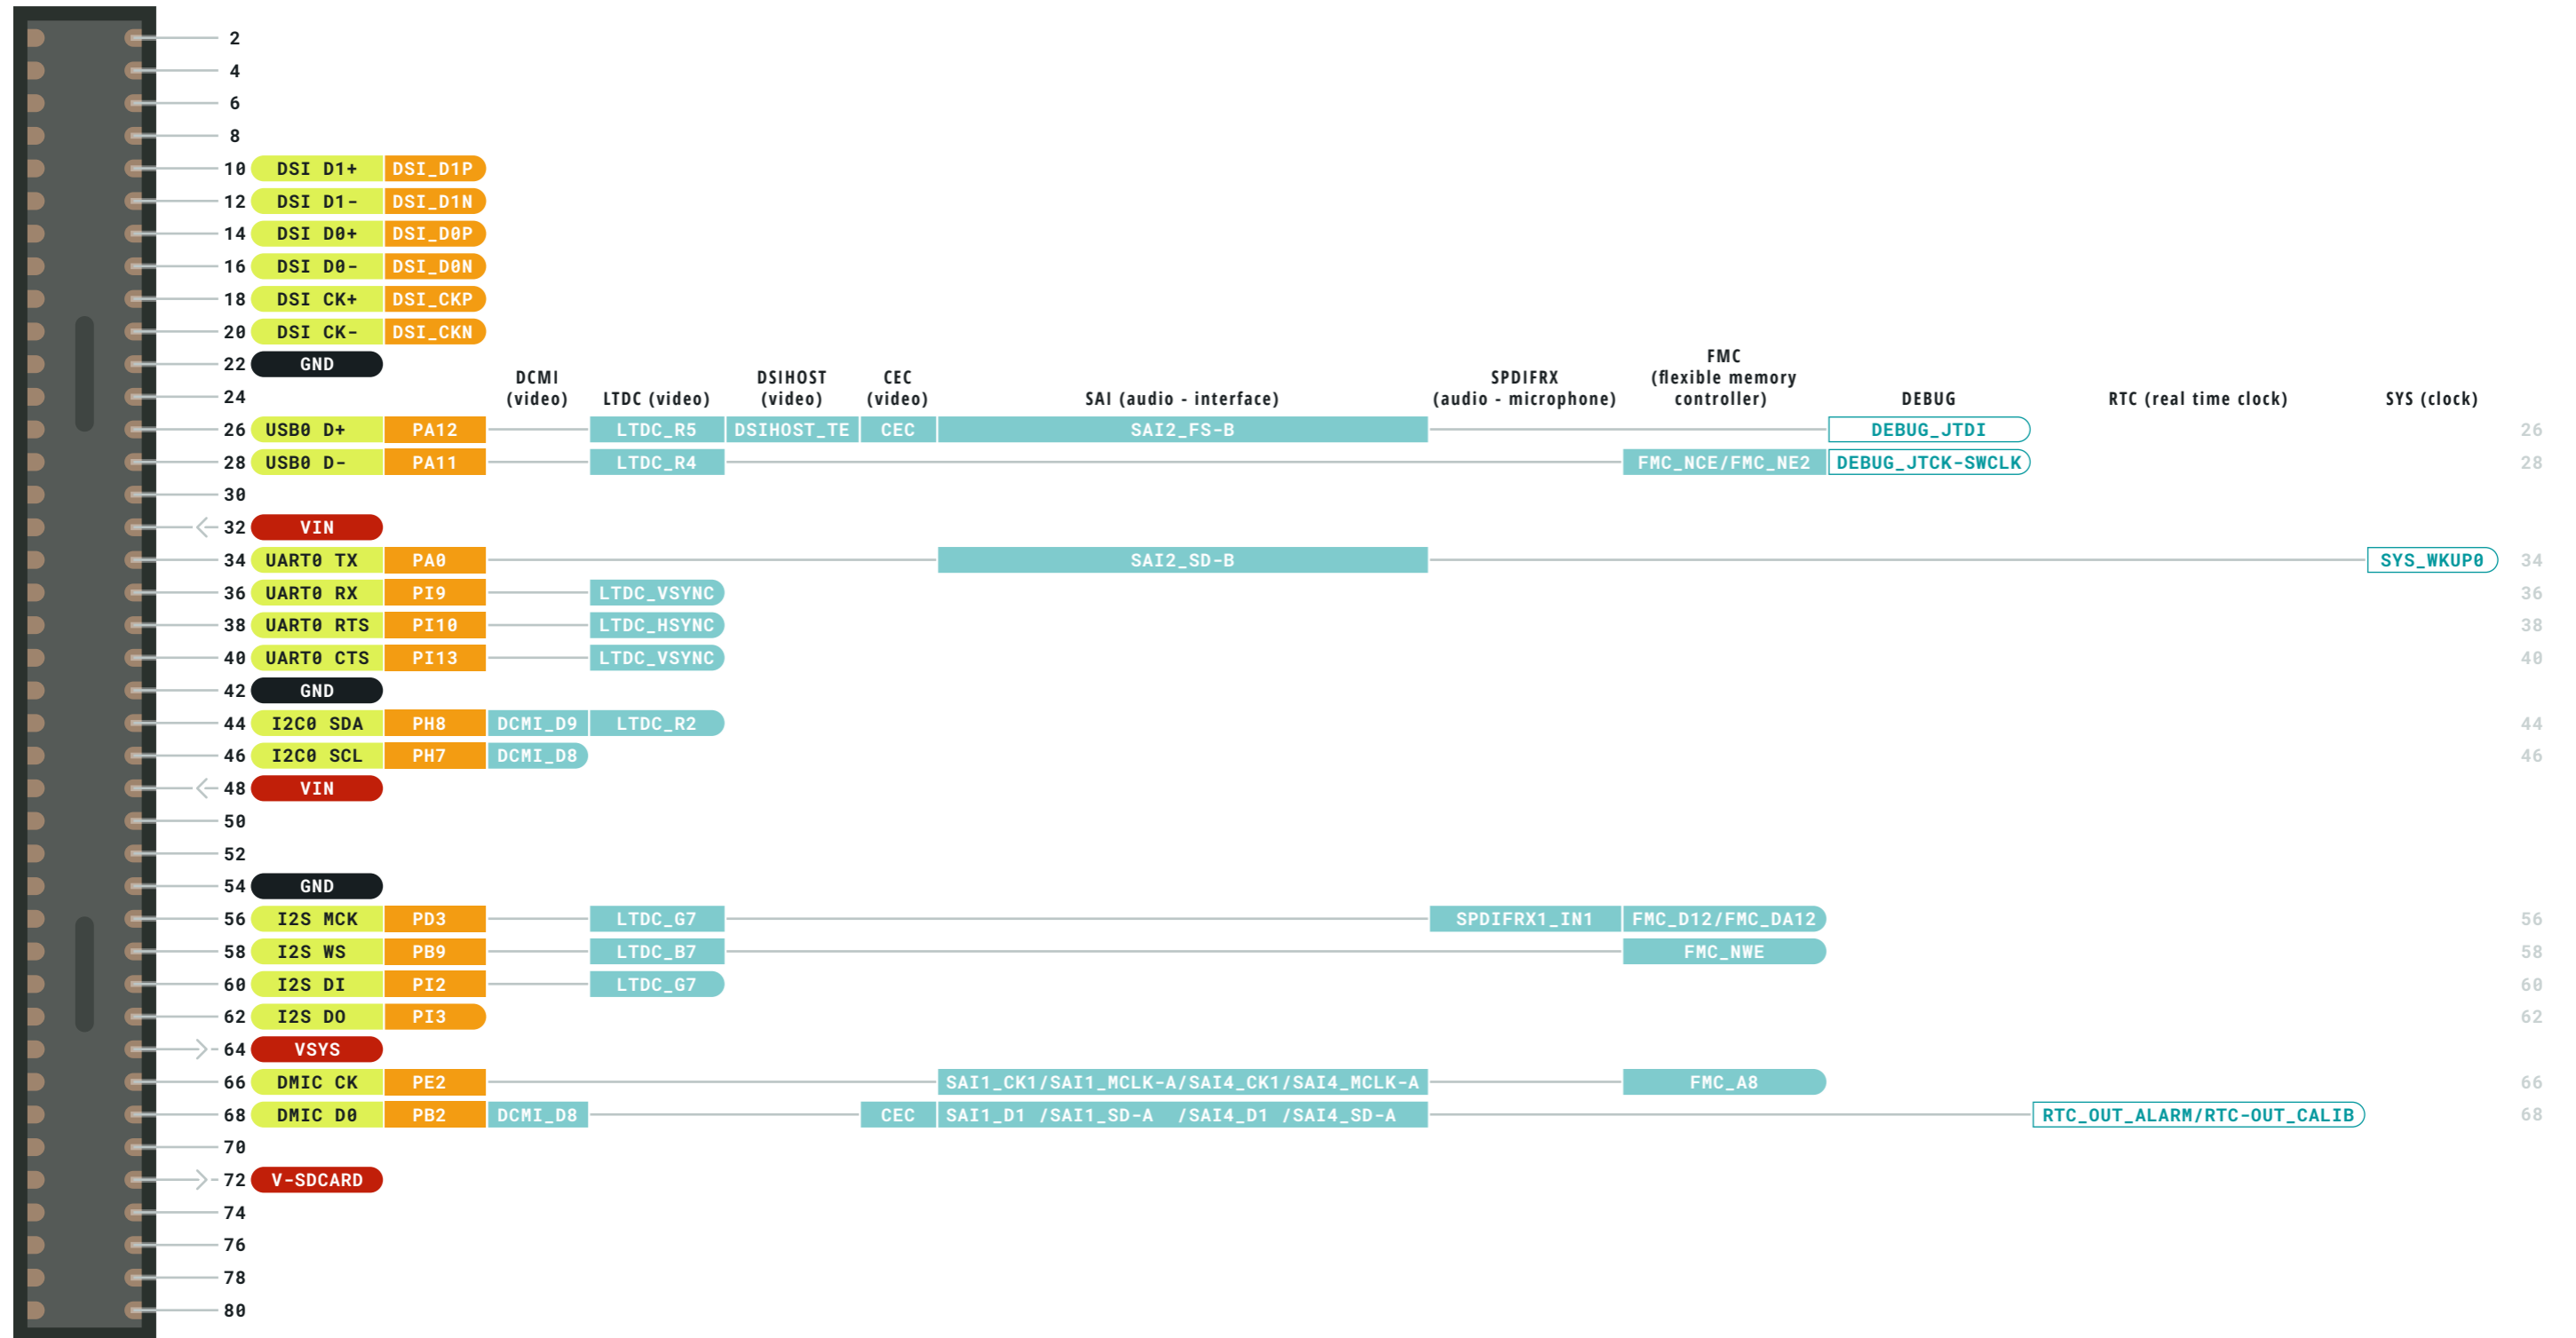 2
4
6
8
10 DSI D1+ DSI_D1P
12 DSI D1- DSI_D1N
14 DSI D0+ DSI_D0P
16 DSI D0- DSI_D0N
18 DSI CK+ DSI_CKP
20 DSI CK- DSI_CKN
22 GND
24
DCMI (video)
LTDC (video)
DSIHOST (video)
CEC (video)
SAI (audio - interface)
SPDIFRX (audio - microphone)
FMC (flexible memory controller)
DEBUG
RTC (real time clock)
SYS (clock)
26 USB0 D+ PA12 LTDC_R5 DSIHOST_TE CEC SAI2_FS-B DEBUG_JTDI 26
28 USB0 D- PA11 LTDC_R4 FMC_NCE/FMC_NE2 DEBUG_JTCK-SWCLK 28
30
32 VIN
34 UART0 TX PA0 SAI2_SD-B SYS_WKUP0 34
36 UART0 RX PI9 LTDC_VSYNC 36
38 UART0 RTS PI10 LTDC_HSYNC 38
40 UART0 CTS PI13 LTDC_VSYNC 40
42 GND
44 I2C0 SDA PH8 DCMI_D9 LTDC_R2 44
46 I2C0 SCL PH7 DCMI_D8 46
48 VIN
50
52
54 GND
56 I2S MCK PD3 LTDC_G7 SPDIFRX1_IN1 FMC_D12/FMC_DA12 56
58 I2S WS PB9 LTDC_B7 FMC_NWE 58
60 I2S DI PI2 LTDC_G7 60
62 I2S DO PI3 62
64 VSYS
66 DMIC CK PE2 SAI1_CK1/SAI1_MCLK-A/SAI4_CK1/SAI4_MCLK-A FMC_A8 66
68 DMIC D0 PB2 DCMI_D8 CEC SAI1_D1 /SAI1_SD-A /SAI4_D1 /SAI4_SD-A RTC_OUT_ALARM/RTC-OUT_CALIB 68
70
72 V-SDCARD
74
76
78
80